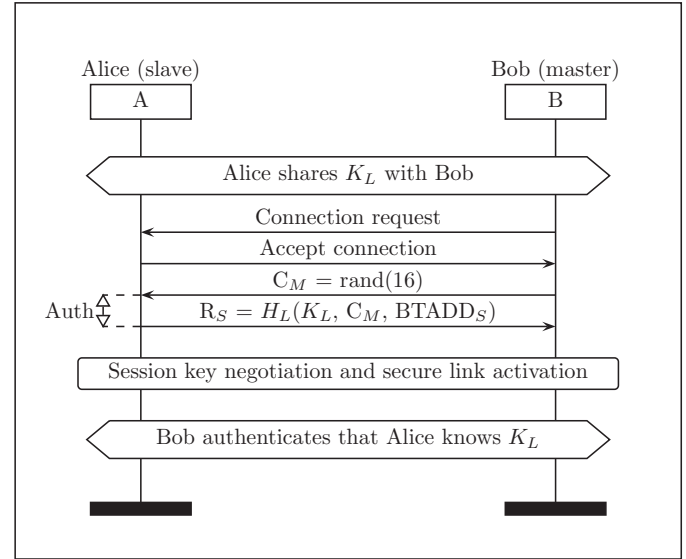 Alice (slave) Bob (master)
A B
Alice shares K_L with Bob
Connection request
Accept connection
C_M = rand(16)
Auth
R_S = H_L(K_L, C_M, BTADD_S)
Session key negotiation and secure link activation
Bob authenticates that Alice knows K_L